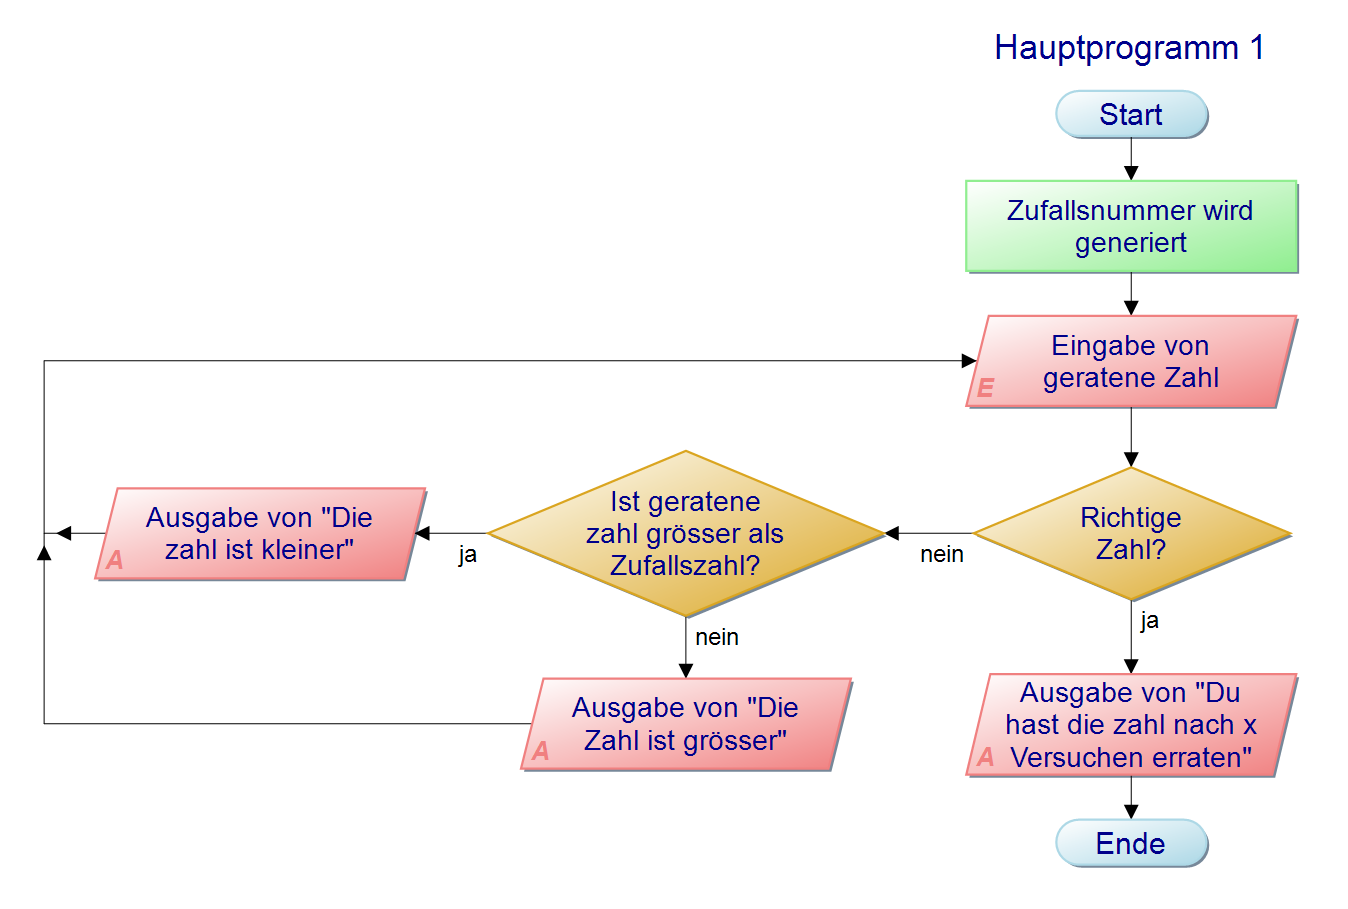 Hauptprogramm 1
Start
Zufallsnummer wird
generiert
Eingabe von
geratene Zahl
E
Richtige
Zahl?
nein
ja
Ist geratene
zahl grösser als
Zufallszahl?
ja
nein
Ausgabe von "Die
zahl ist kleiner"
A
Ausgabe von "Die
Zahl ist grösser"
A
Ausgabe von "Du
hast die zahl nach x
Versuchen erraten"
A
Ende